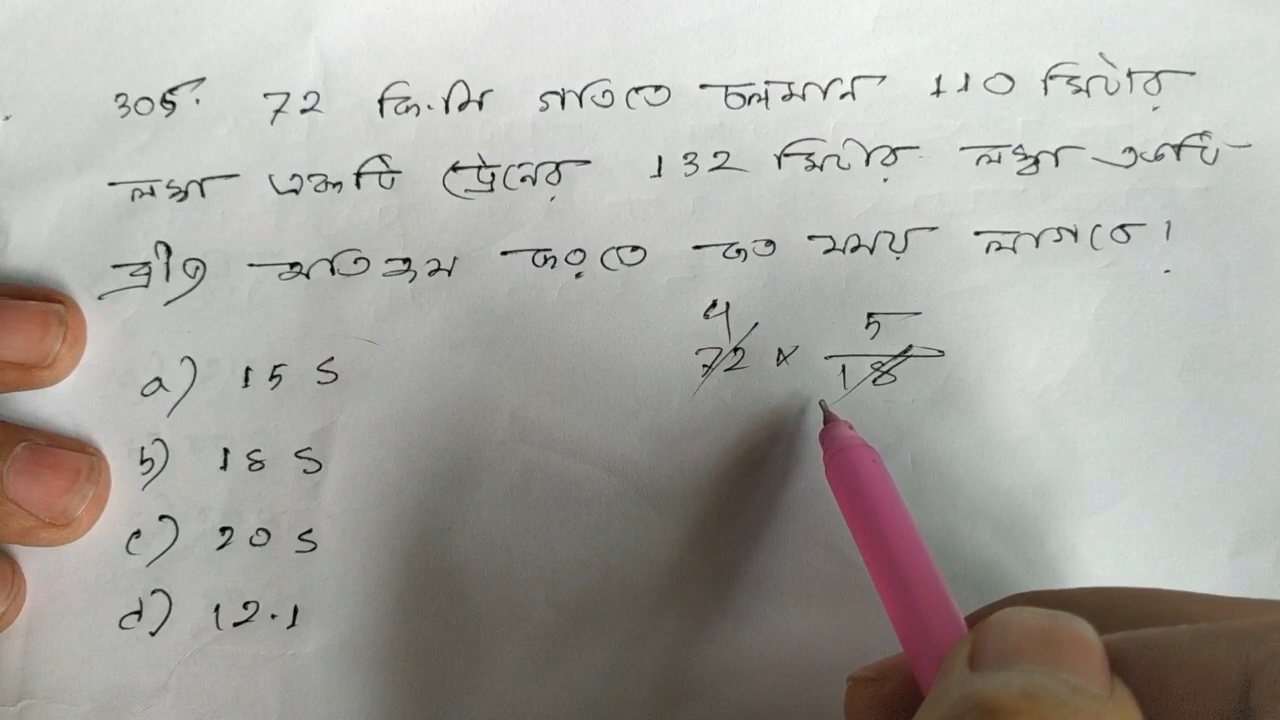 305. 72 কি.মি গতিতে চলমান 110 মিটার
লম্বা একটি ট্রেনের 132 মিটার লম্বা একটি
ব্রীজ অতিক্রম করতে কত সময় লাগবে।
a) 15 S
b) 18 S
c) 20 S
d) 12.1
4
72 × 5
18